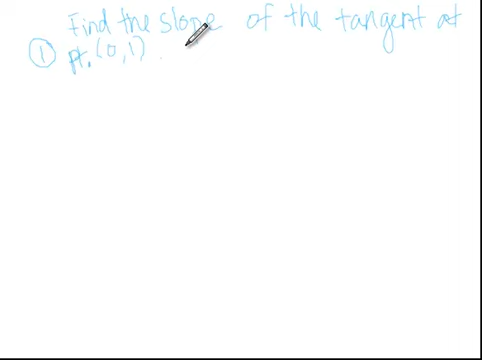 Find the slope of the tangent at
① pt. (0,1).